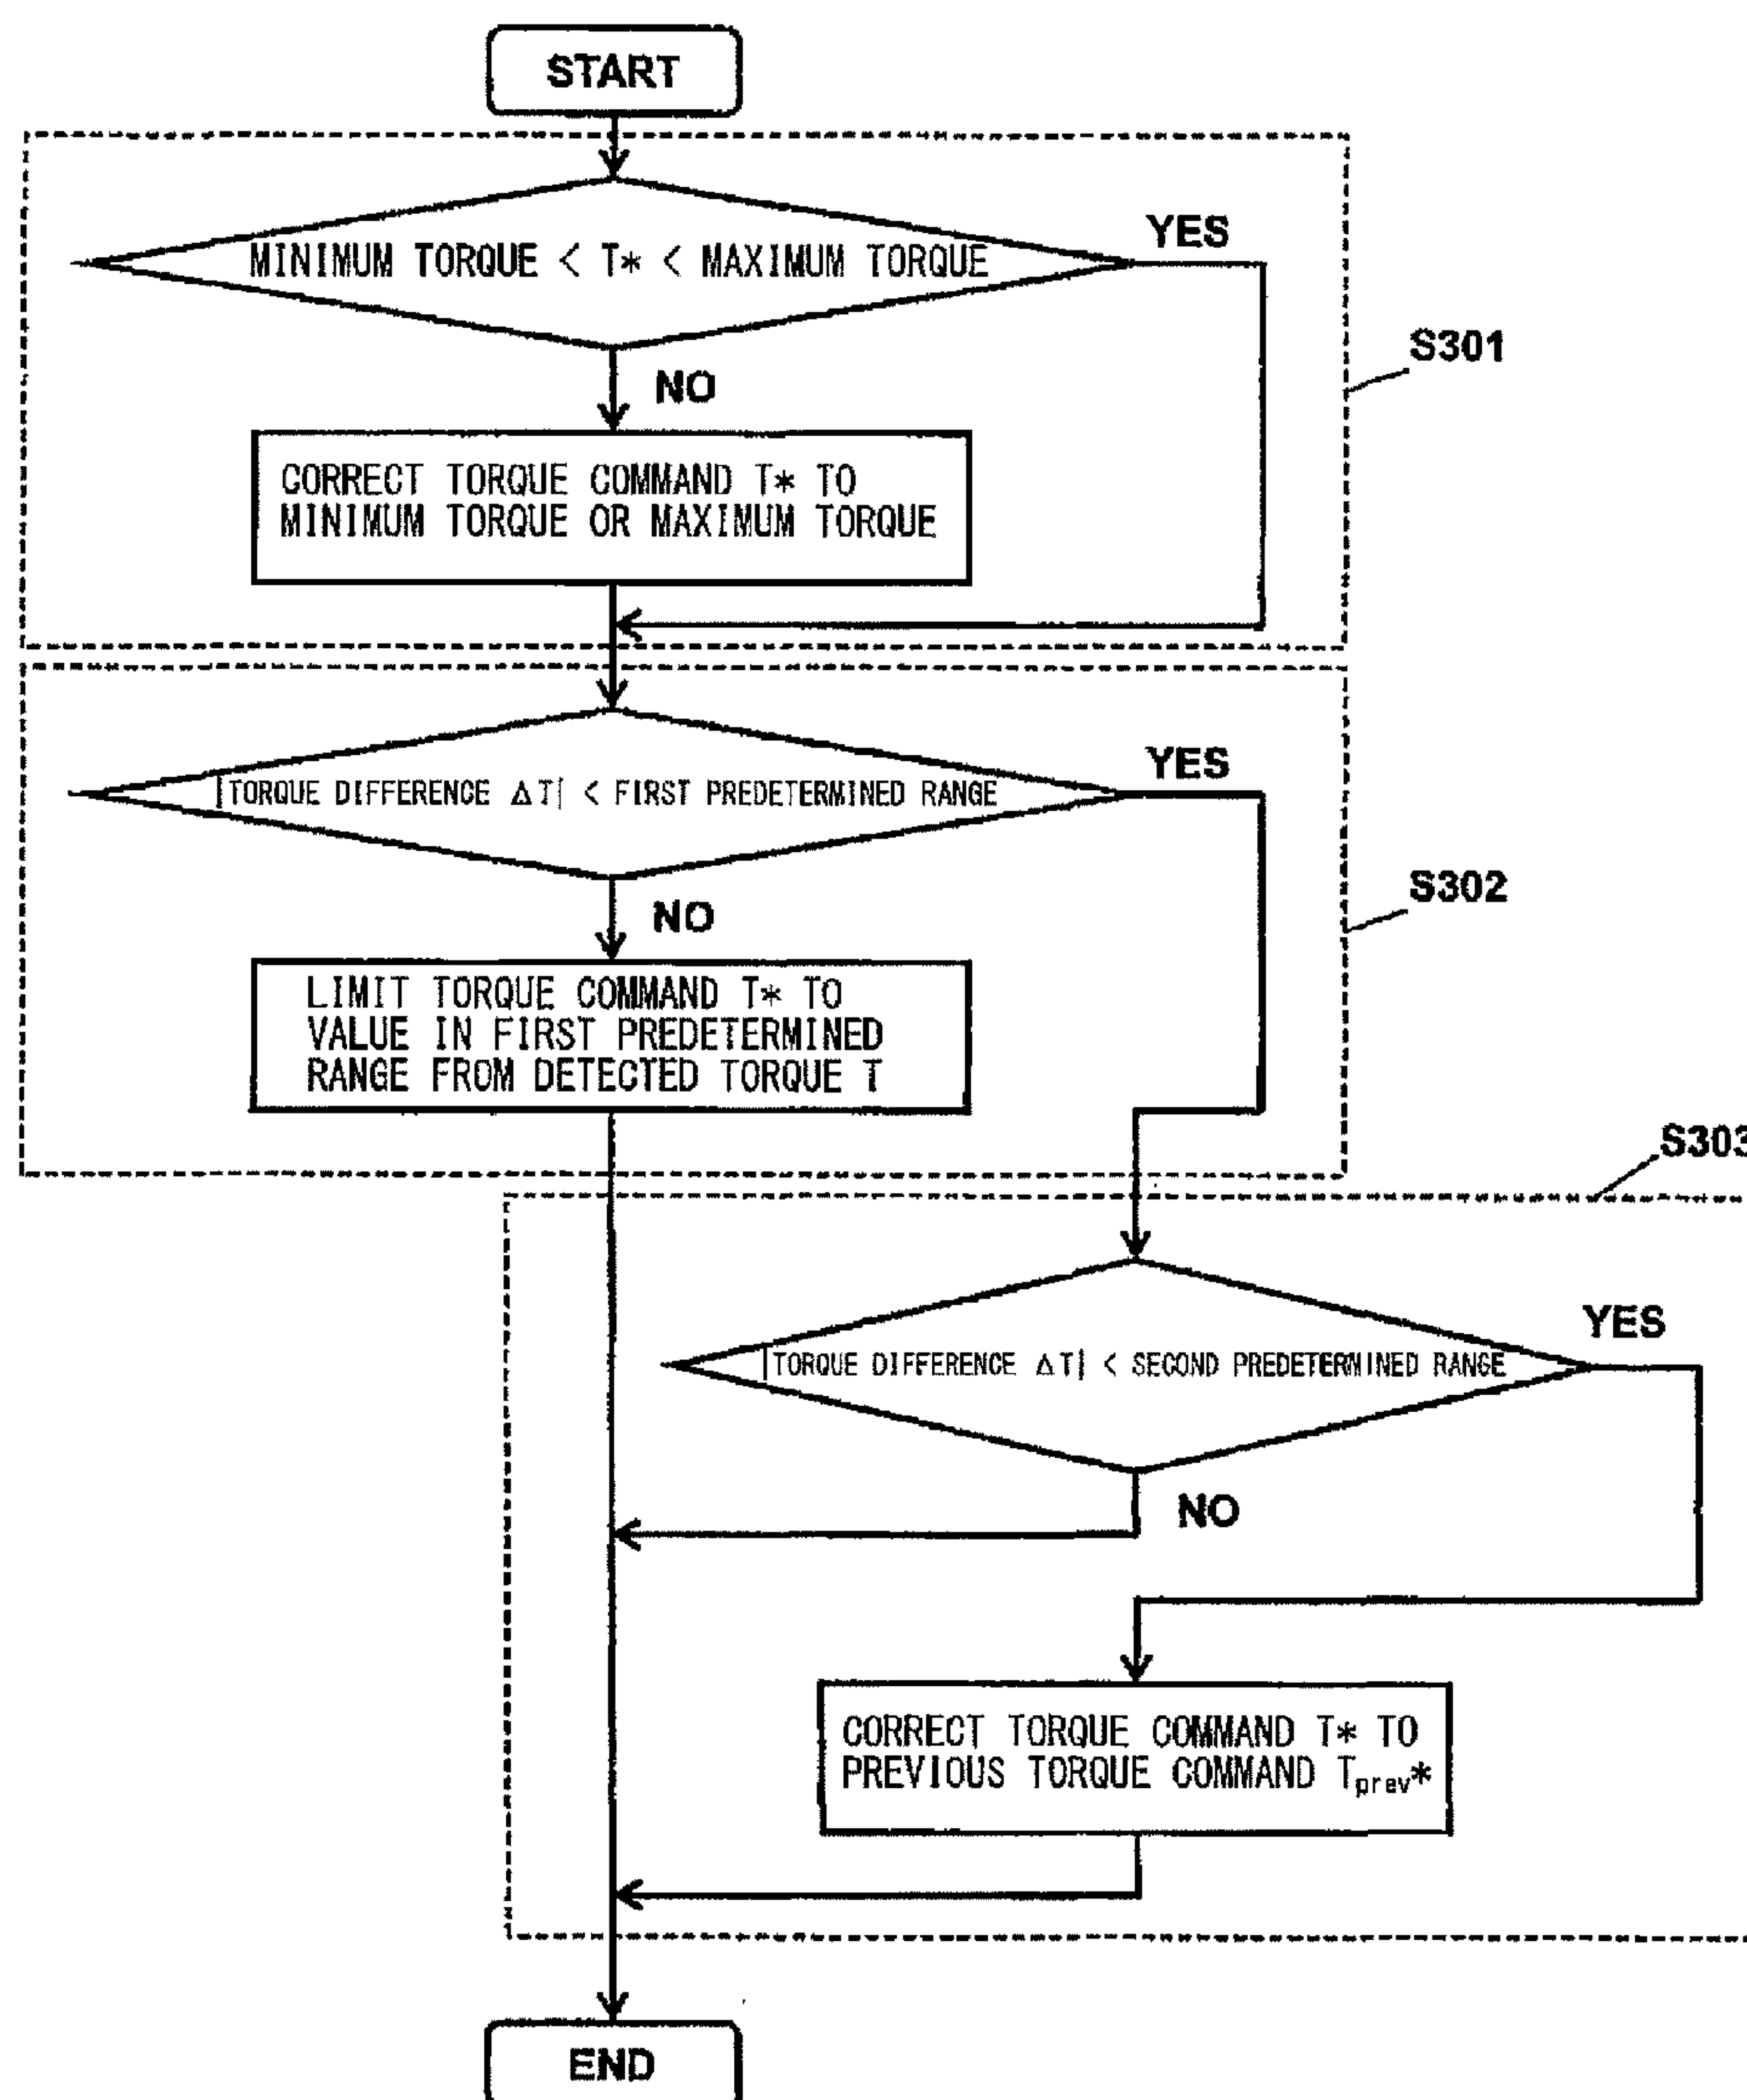 START
MINIMUM TORQUE < T* < MAXIMUM TORQUE
YES
S301
NO
CORRECT TORQUE COMMAND T* TO
MINIMUM TORQUE OR MAXIMUM TORQUE
|TORQUE DIFFERENCE ΔT| < FIRST PREDETERMINED RANGE
YES
S302
NO
LIMIT TORQUE COMMAND T* TO
VALUE IN FIRST PREDETERMINED
RANGE FROM DETECTED TORQUE T
S303
|TORQUE DIFFERENCE ΔT| < SECOND PREDETERMINED RANGE
YES
NO
CORRECT TORQUE COMMAND T* TO
PREVIOUS TORQUE COMMAND Tprev*
END